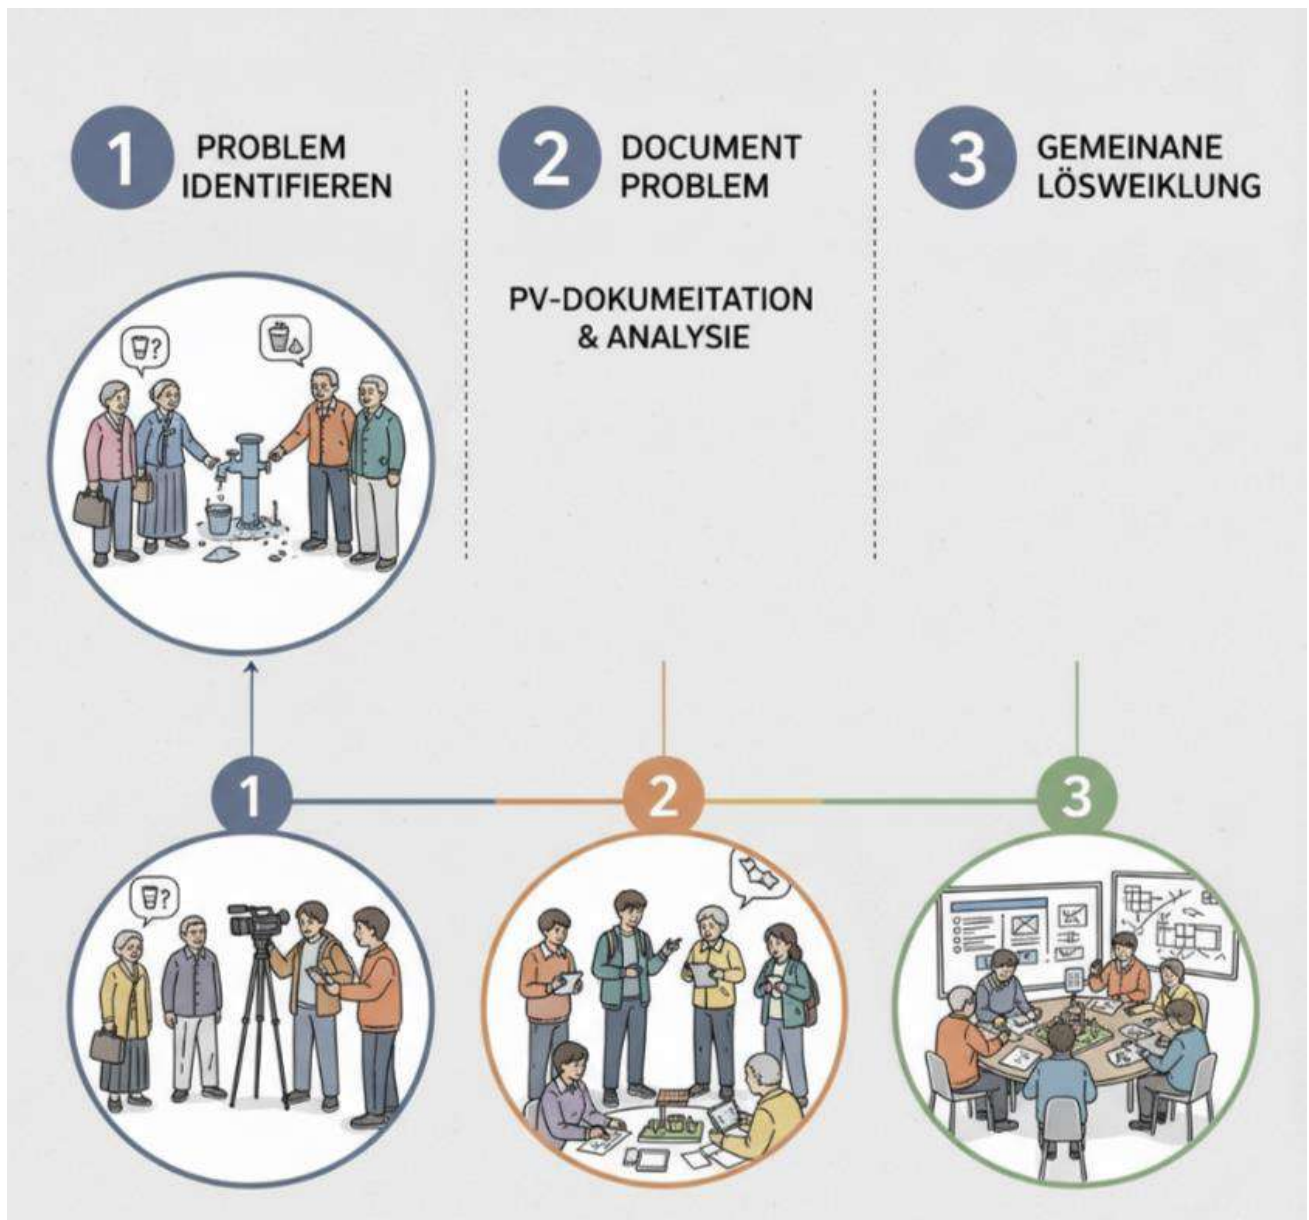 1
PROBLEM
IDENTIFIEREN
2
DOCUMENT
PROBLEM
PV-DOKUMEITATION
& ANALYSIE
3
GEMEINANE
LÖSWEIKLUNG
?
1
2
3
?